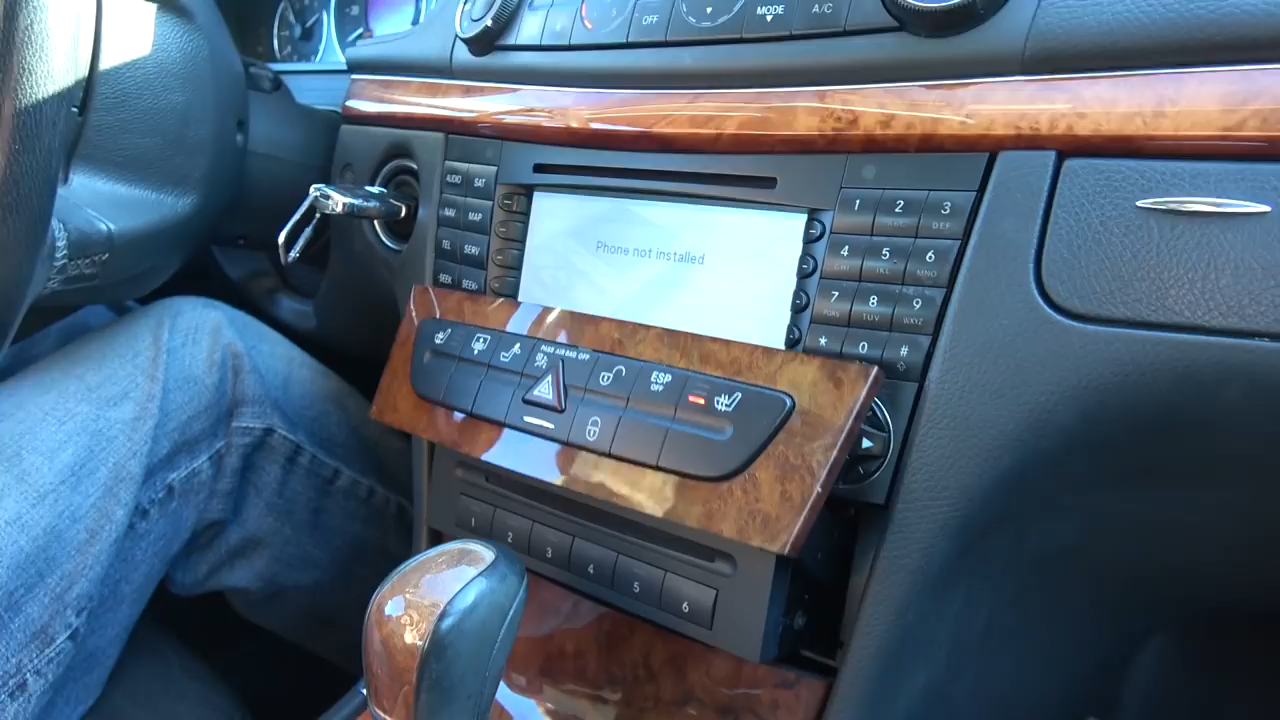 OFF
MODE
A/C
AUDIO SAT
NAV MAP
TEL SERV
SEEK SEEK
Phone not installed
1 2 3
DEF
4 5 6
GHI JKL MNO
7 8 9
PQRS TUV WXYZ
* 0 #
PASS AIR BAG OFF
ESP
OFF
1 2 3 4 5 6